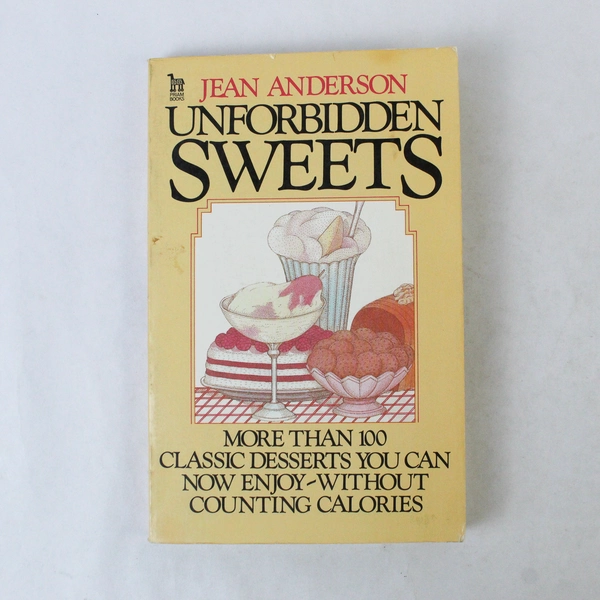 PRIAM
BOOKS
JEAN ANDERSON
UNFORBIDDEN
SWEETS
MORE THAN 100
CLASSIC DESSERTS YOU CAN
NOW ENJOY-WITHOUT
COUNTING CALORIES